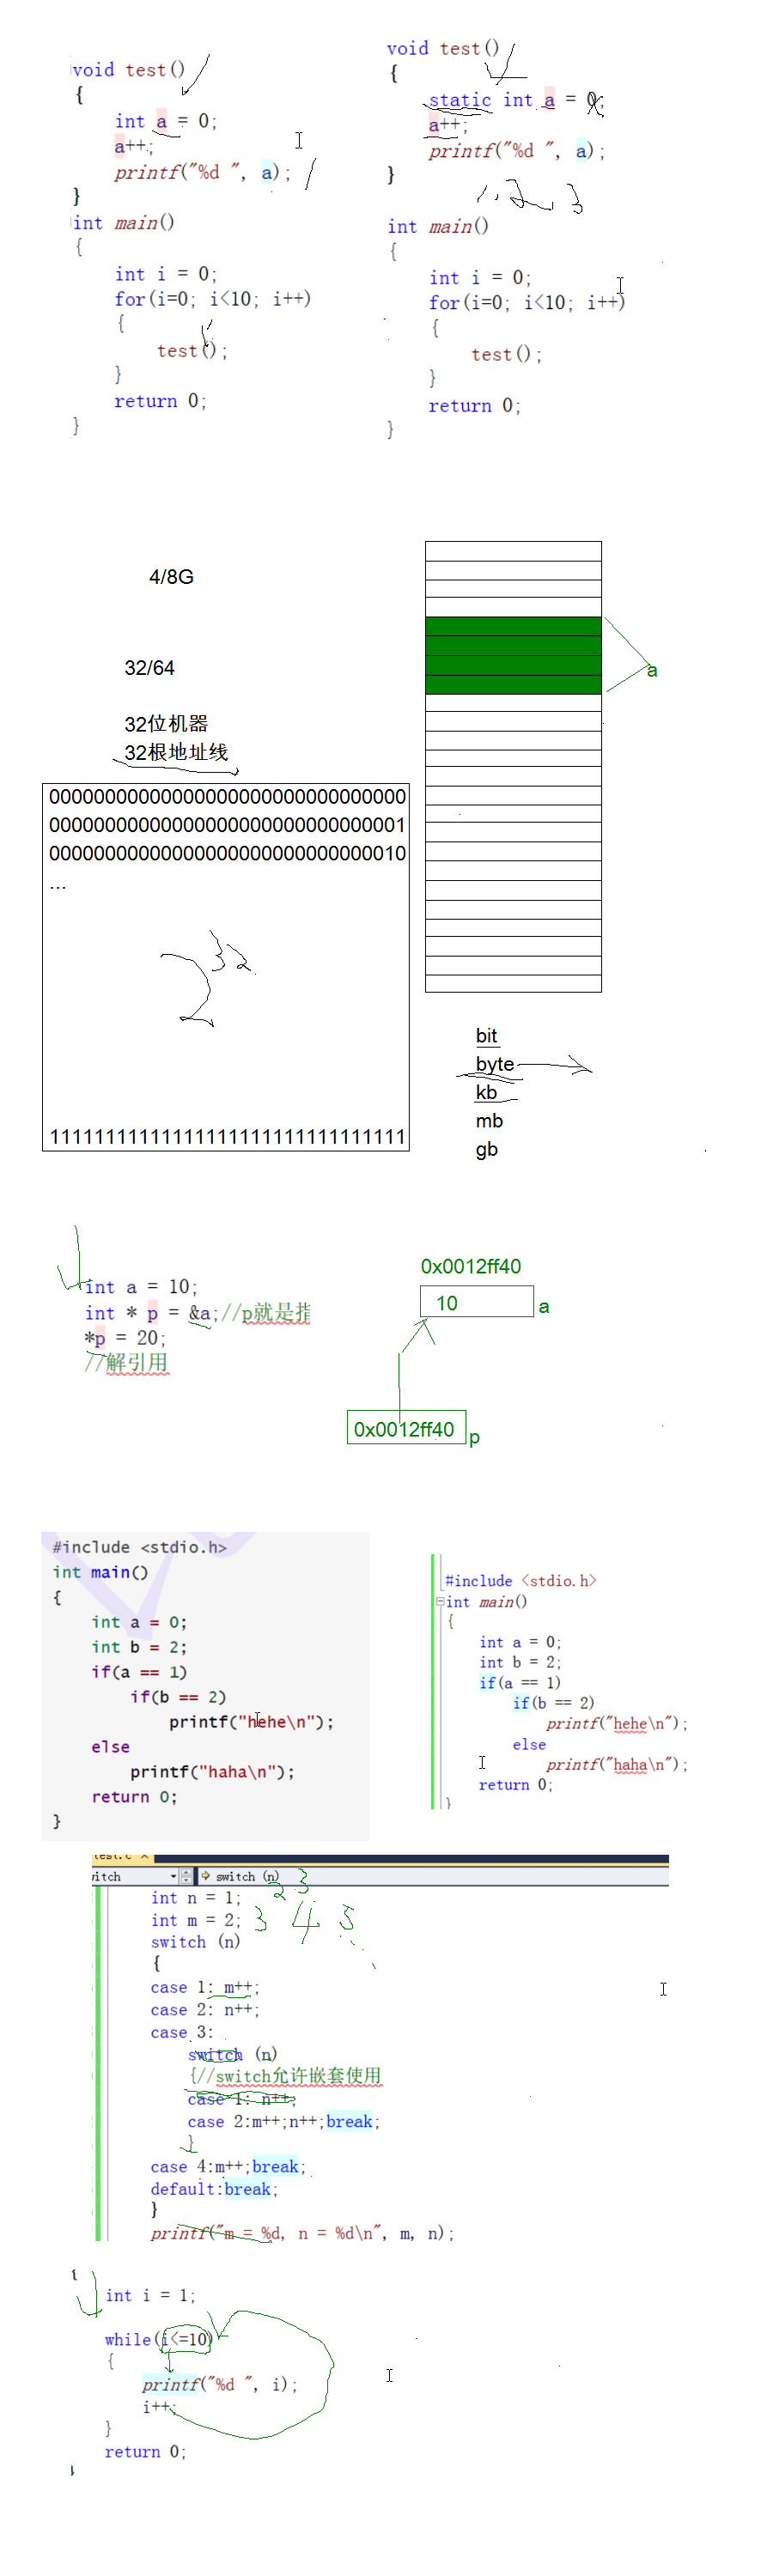 void test()
{
int a = 0;
a++;
printf("%d ", a);
}
int main()
{
int i = 0;
for(i=0; i<10; i++)
{
test();
}
return 0;
}
void test()
{
static int a = 0;
a++;
printf("%d ", a);
}
1, 2, 3
int main()
{
int i = 0;
for(i=0; i<10; i++)
{
test();
}
return 0;
}
4/8G
32/64
32位机器
32根地址线
00000000000000000000000000000000
00000000000000000000000000000001
00000000000000000000000000000010
...
2^32
11111111111111111111111111111111
a
bit
byte
kb
mb
gb
int a = 10;
int * p = &a;//p就是指
*p = 20;
//解引用
0x0012ff40
10 a
0x0012ff40 p
#include <stdio.h>
int main()
{
int a = 0;
int b = 2;
if(a == 1)
if(b == 2)
printf("hehe\n");
else
printf("haha\n");
return 0;
}
#include <stdio.h>
int main()
{
int a = 0;
int b = 2;
if(a == 1)
if(b == 2)
printf("hehe\n");
else
printf("haha\n");
return 0;
}
test.c
itch switch (n)
int n = 1; 2 3
int m = 2; 3 4 5
switch (n)
{
case 1: m++;
case 2: n++;
case 3:
switch (n)
{//switch允许嵌套使用
case 1: n++;
case 2:m++;n++;break;
}
case 4:m++;break;
default:break;
}
printf("m = %d, n = %d\n", m, n);
{
int i = 1;
while(i<=10)
{
printf("%d ", i);
i++;
}
return 0;
}